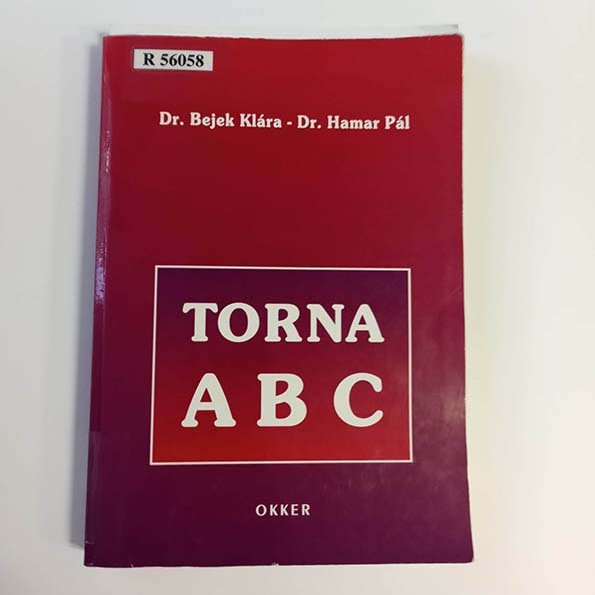 R 56058
Dr. Bejek Klára - Dr. Hamar Pál
TORNA
A B C
OKKER